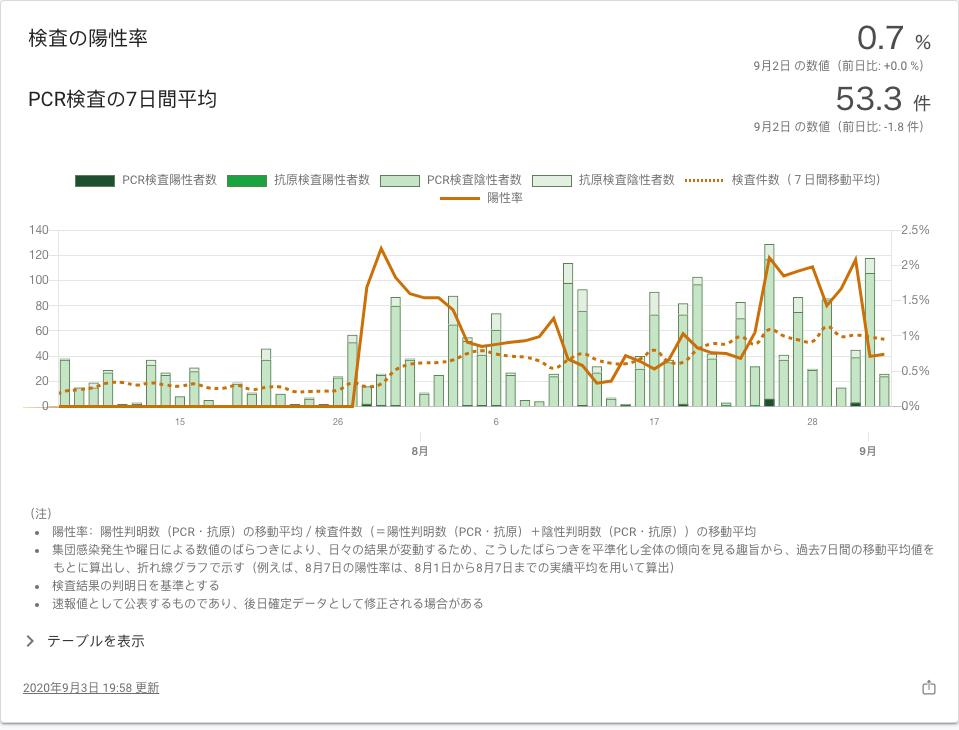 検査の陽性率
0.7 %
9月2日 の数値（前日比: +0.0 %）
PCR検査の7日間平均
53.3 件
9月2日 の数値（前日比: -1.8 件）
PCR検査陽性者数 抗原検査陽性者数 PCR検査陰性者数 抗原検査陰性者数 検査件数（７日間移動平均）
陽性率
140 2.5%
120 2%
100
80 1.5%
60 1%
40 0.5%
20
0 0%
15 26 6 17 28
8月 9月
（注）
• 陽性率：陽性判明数（PCR・抗原）の移動平均 / 検査件数（＝陽性判明数（PCR・抗原）＋陰性判明数（PCR・抗原））の移動平均
• 集団感染発生や曜日による数値のばらつきにより、日々の結果が変動するため、こうしたばらつきを平準化し全体の傾向を見る趣旨から、過去7日間の移動平均値を
もとに算出し、折れ線グラフで示す（例えば、8月7日の陽性率は、8月1日から8月7日までの実績平均を用いて算出）
• 検査結果の判明日を基準とする
• 速報値として公表するものであり、後日確定データとして修正される場合がある
テーブルを表示
2020年9月3日 19:58 更新